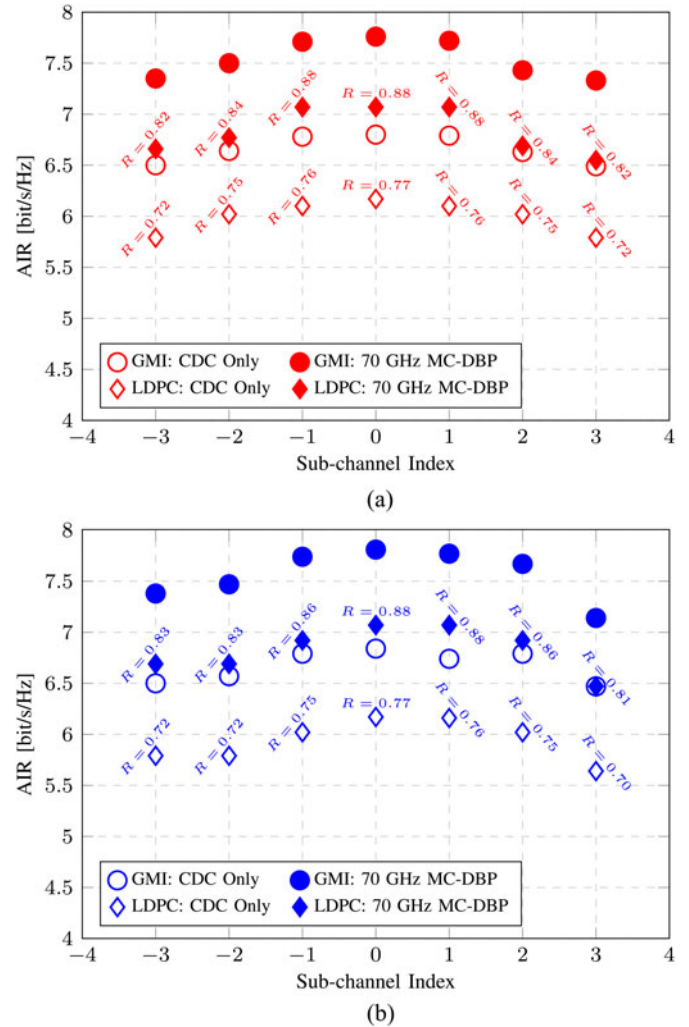 8
7.5
7
6.5
6
5.5
5
4.5
4
AIR [bit/s/Hz]
R = 0.82
R = 0.84
R = 0.88
R = 0.88
R = 0.88
R = 0.84
R = 0.82
R = 0.72
R = 0.75
R = 0.76
R = 0.77
R = 0.76
R = 0.75
R = 0.72
GMI: CDC Only GMI: 70 GHz MC-DBP
LDPC: CDC Only LDPC: 70 GHz MC-DBP
−4 −3 −2 −1 0 1 2 3 4
Sub-channel Index
(a)
8
7.5
7
6.5
6
5.5
5
4.5
4
AIR [bit/s/Hz]
R = 0.83
R = 0.83
R = 0.86
R = 0.88
R = 0.88
R = 0.86
R = 0.81
R = 0.72
R = 0.72
R = 0.75
R = 0.77
R = 0.76
R = 0.75
R = 0.70
GMI: CDC Only GMI: 70 GHz MC-DBP
LDPC: CDC Only LDPC: 70 GHz MC-DBP
−4 −3 −2 −1 0 1 2 3 4
Sub-channel Index
(b)